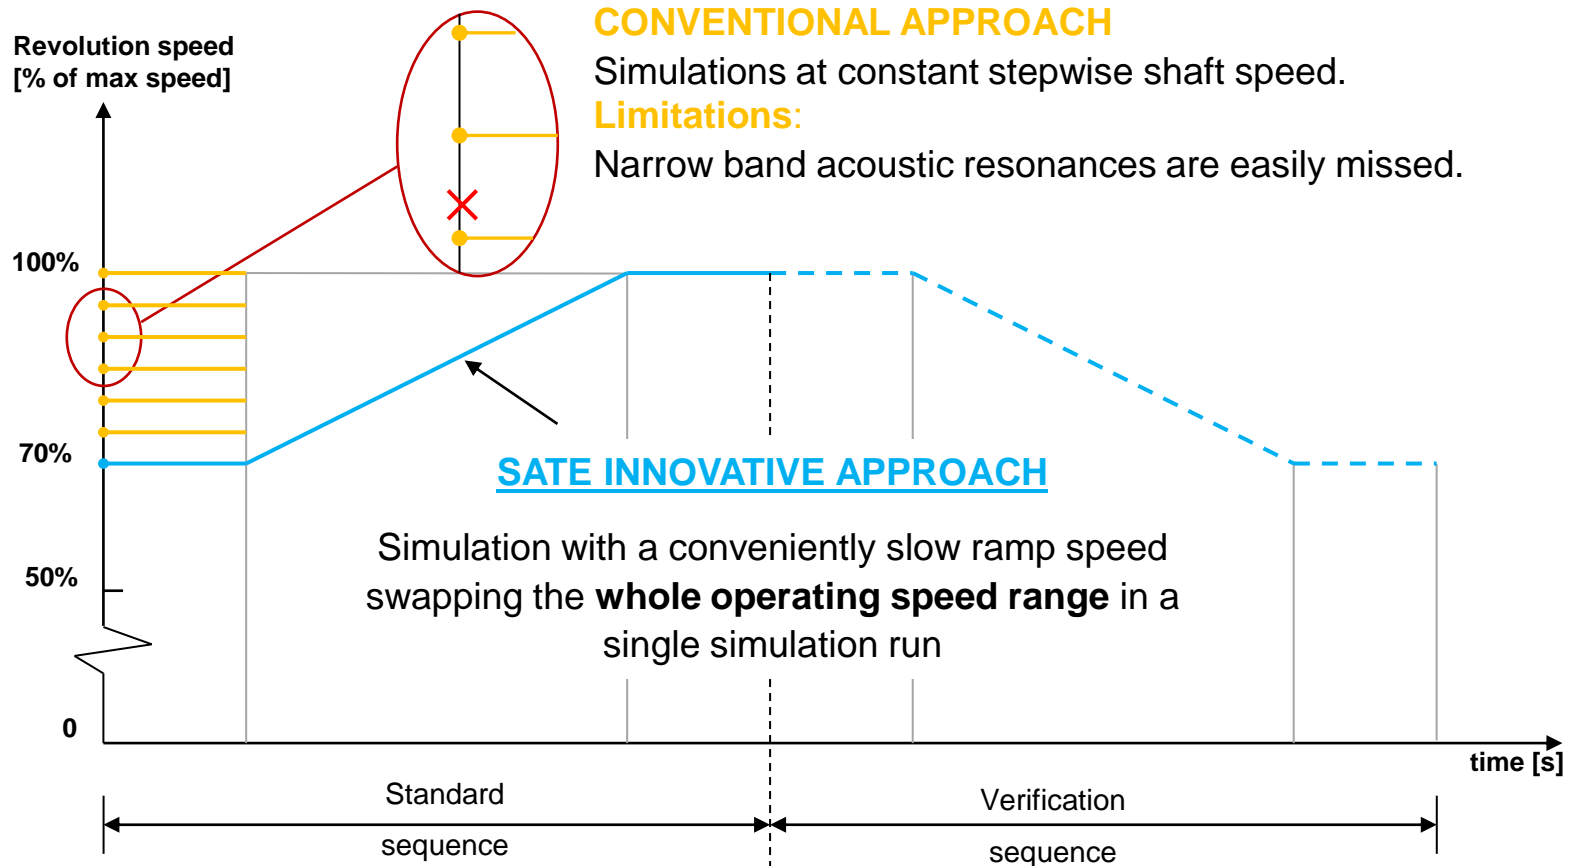 CONVENTIONAL APPROACH
Simulations at constant stepwise shaft speed.
Limitations:
Narrow band acoustic resonances are easily missed.
Revolution speed
[% of max speed]
100%
70%
50%
0
SATE INNOVATIVE APPROACH
Simulation with a conveniently slow ramp speed
swapping the whole operating speed range in a
single simulation run
time [s]
Standard
sequence
Verification
sequence